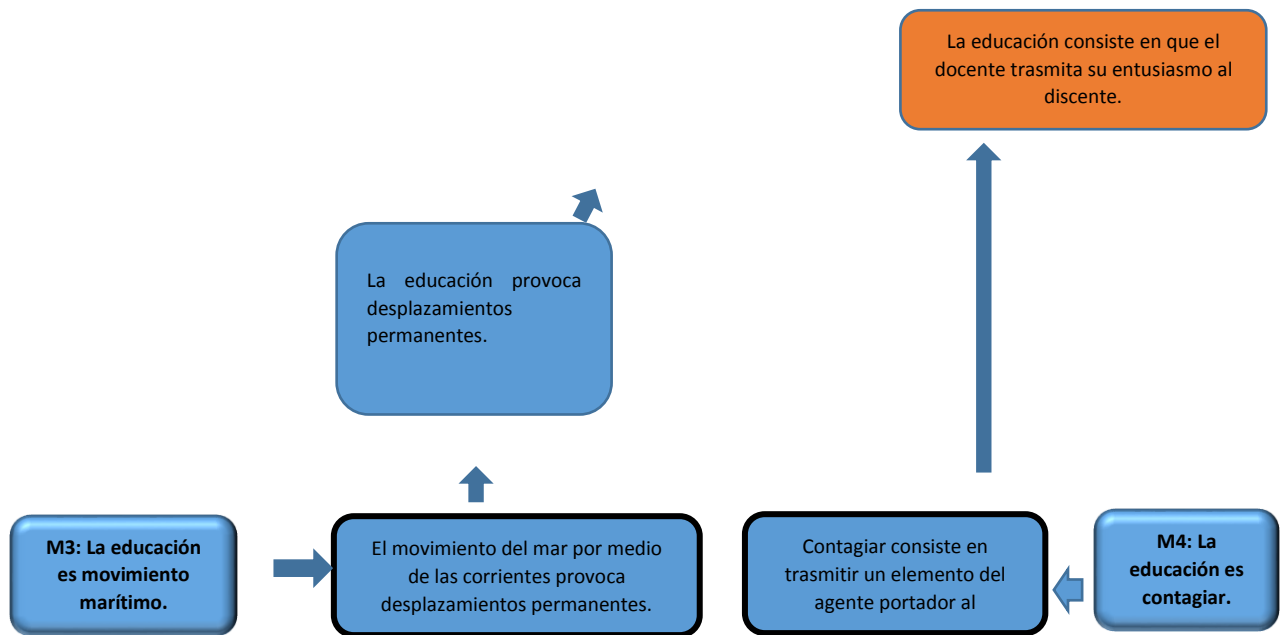 La educación consiste en que el
docente trasmita su entusiasmo al
discente.
La educación provoca
desplazamientos
permanentes.
M3: La educación
es movimiento
marítimo.
El movimiento del mar por medio
de las corrientes provoca
desplazamientos permanentes.
Contagiar consiste en
trasmitir un elemento del
agente portador al
M4: La
educación es
contagiar.